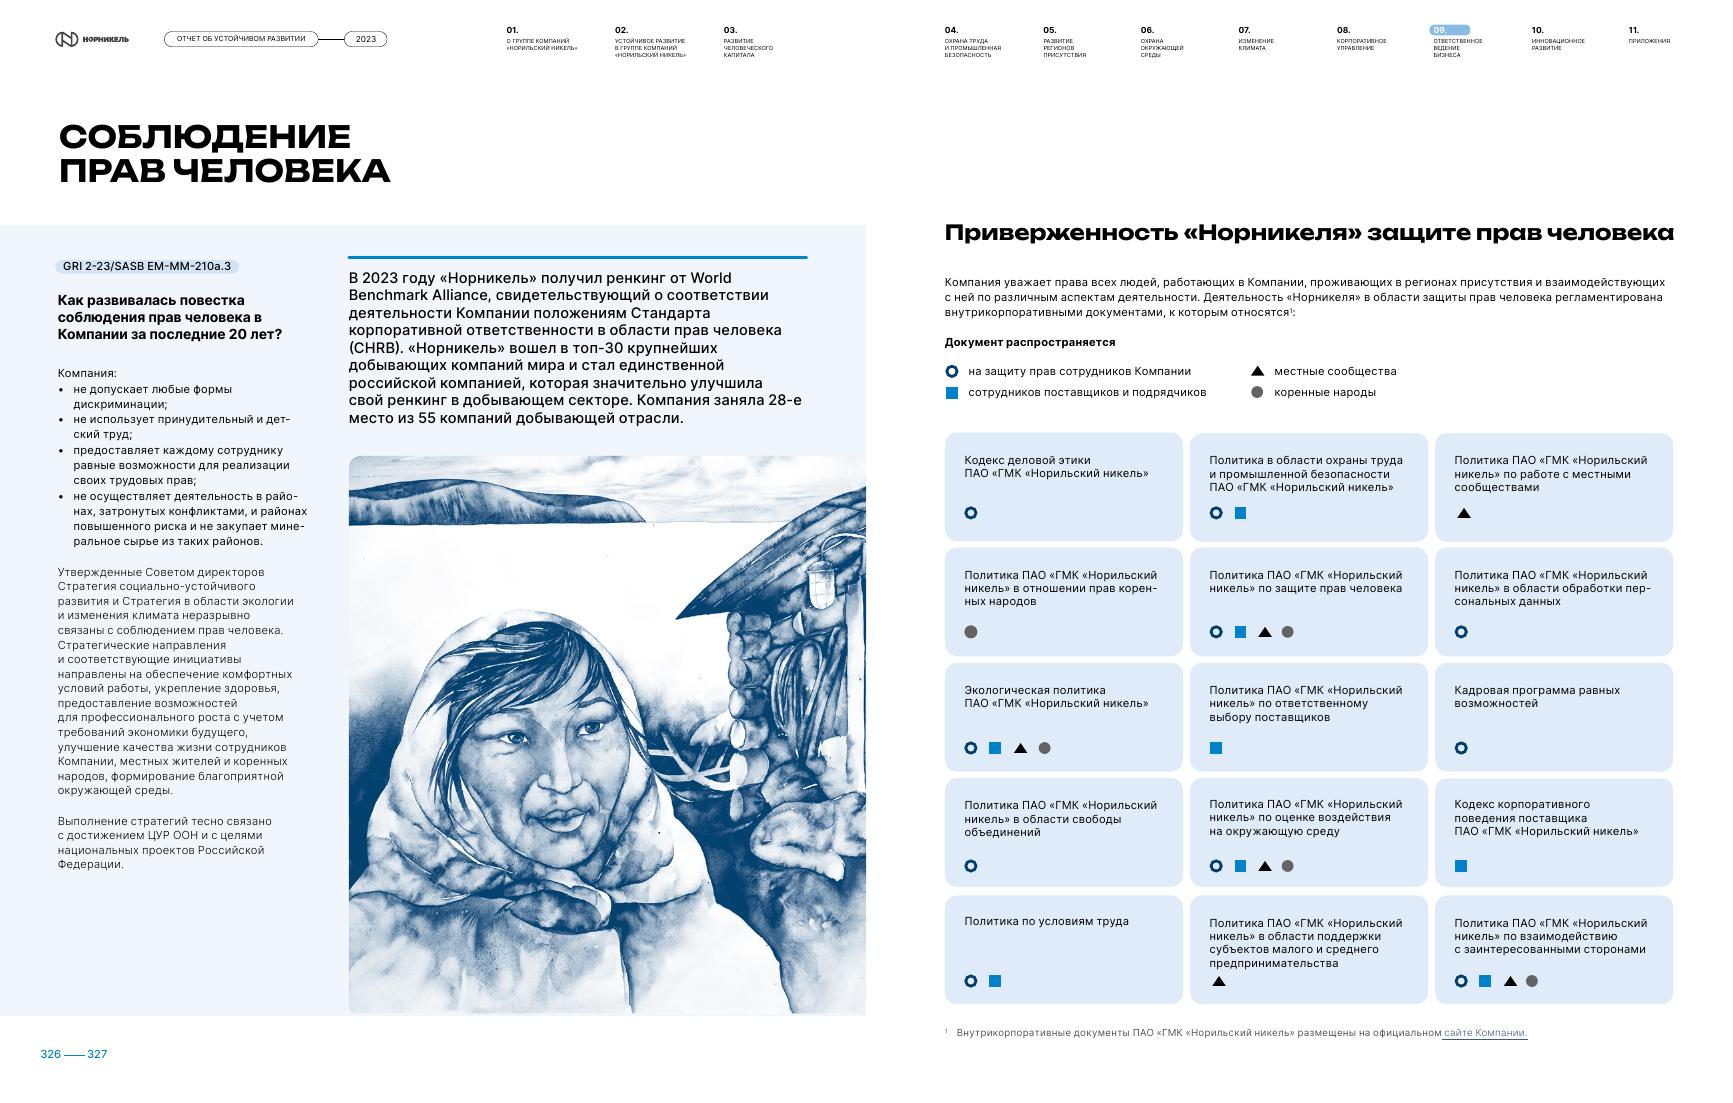 НОРНИКЕЛЬ
ОТЧЕТ ОБ УСТОЙЧИВОМ РАЗВИТИИ
2023
01.
О ГРУППЕ КОМПАНИЙ
«НОРИЛЬСКИЙ НИКЕЛЬ»
02.
УСТОЙЧИВОЕ РАЗВИТИЕ
В ГРУППЕ КОМПАНИЙ
«НОРИЛЬСКИЙ НИКЕЛЬ»
03.
РАЗВИТИЕ
ЧЕЛОВЕЧЕСКОГО
КАПИТАЛА
04.
ОХРАНА ТРУДА
И ПРОМЫШЛЕННАЯ
БЕЗОПАСНОСТЬ
05.
РАЗВИТИЕ
РЕГИОНОВ
ПРИСУТСТВИЯ
06.
ОХРАНА
ОКРУЖАЮЩЕЙ
СРЕДЫ
07.
ИЗМЕНЕНИЕ
КЛИМАТА
08.
КОРПОРАТИВНОЕ
УПРАВЛЕНИЕ
09.
ОТВЕТСТВЕННОЕ
ВЕДЕНИЕ
БИЗНЕСА
10.
ИННОВАЦИОННОЕ
РАЗВИТИЕ
11.
ПРИЛОЖЕНИЯ
СОБЛЮДЕНИЕ
ПРАВ ЧЕЛОВЕКА
GRI 2-23/SASB EM-MM-210a.3
Как развивалась повестка
соблюдения прав человека в
Компании за последние 20 лет?
Компания:
• не допускает любые формы
дискриминации;
• не использует принудительный и дет-
ский труд;
• предоставляет каждому сотруднику
равные возможности для реализации
своих трудовых прав;
• не осуществляет деятельность в райо-
нах, затронутых конфликтами, и районах
повышенного риска и не закупает мине-
ральное сырье из таких районов.
Утвержденные Советом директоров
Стратегия социально-устойчивого
развития и Стратегия в области экологии
и изменения климата неразрывно
связаны с соблюдением прав человека.
Стратегические направления
и соответствующие инициативы
направлены на обеспечение комфортных
условий работы, укрепление здоровья,
предоставление возможностей
для профессионального роста с учетом
требований экономики будущего,
улучшение качества жизни сотрудников
Компании, местных жителей и коренных
народов, формирование благоприятной
окружающей среды.
Выполнение стратегий тесно связано
с достижением ЦУР ООН и с целями
национальных проектов Российской
Федерации.
В 2023 году «Норникель» получил ренкинг от World
Benchmark Alliance, свидетельствующий о соответствии
деятельности Компании положениям Стандарта
корпоративной ответственности в области прав человека
(CHRB). «Норникель» вошел в топ-30 крупнейших
добывающих компаний мира и стал единственной
российской компанией, которая значительно улучшила
свой ренкинг в добывающем секторе. Компания заняла 28-е
место из 55 компаний добывающей отрасли.
326
327
Приверженность «Норникеля» защите прав человека
Компания уважает права всех людей, работающих в Компании, проживающих в регионах присутствия и взаимодействующих
с ней по различным аспектам деятельности. Деятельность «Норникеля» в области защиты прав человека регламентирована
внутрикорпоративными документами, к которым относятся¹:
Документ распространяется
на защиту прав сотрудников Компании
местные сообщества
сотрудников поставщиков и подрядчиков
коренные народы
Кодекс деловой этики
ПАО «ГМК «Норильский никель»
Политика в области охраны труда
и промышленной безопасности
ПАО «ГМК «Норильский никель»
Политика ПАО «ГМК «Норильский
никель» по работе с местными
сообществами
Политика ПАО «ГМК «Норильский
никель» в отношении прав корен-
ных народов
Политика ПАО «ГМК «Норильский
никель» по защите прав человека
Политика ПАО «ГМК «Норильский
никель» в области обработки пер-
сональных данных
Экологическая политика
ПАО «ГМК «Норильский никель»
Политика ПАО «ГМК «Норильский
никель» по ответственному
выбору поставщиков
Кадровая программа равных
возможностей
Политика ПАО «ГМК «Норильский
никель» в области свободы
объединений
Политика ПАО «ГМК «Норильский
никель» по оценке воздействия
на окружающую среду
Кодекс корпоративного
поведения поставщика
ПАО «ГМК «Норильский никель»
Политика по условиям труда
Политика ПАО «ГМК «Норильский
никель» в области поддержки
субъектов малого и среднего
предпринимательства
Политика ПАО «ГМК «Норильский
никель» по взаимодействию
с заинтересованными сторонами
¹ Внутрикорпоративные документы ПАО «ГМК «Норильский никель» размещены на официальном сайте Компании.